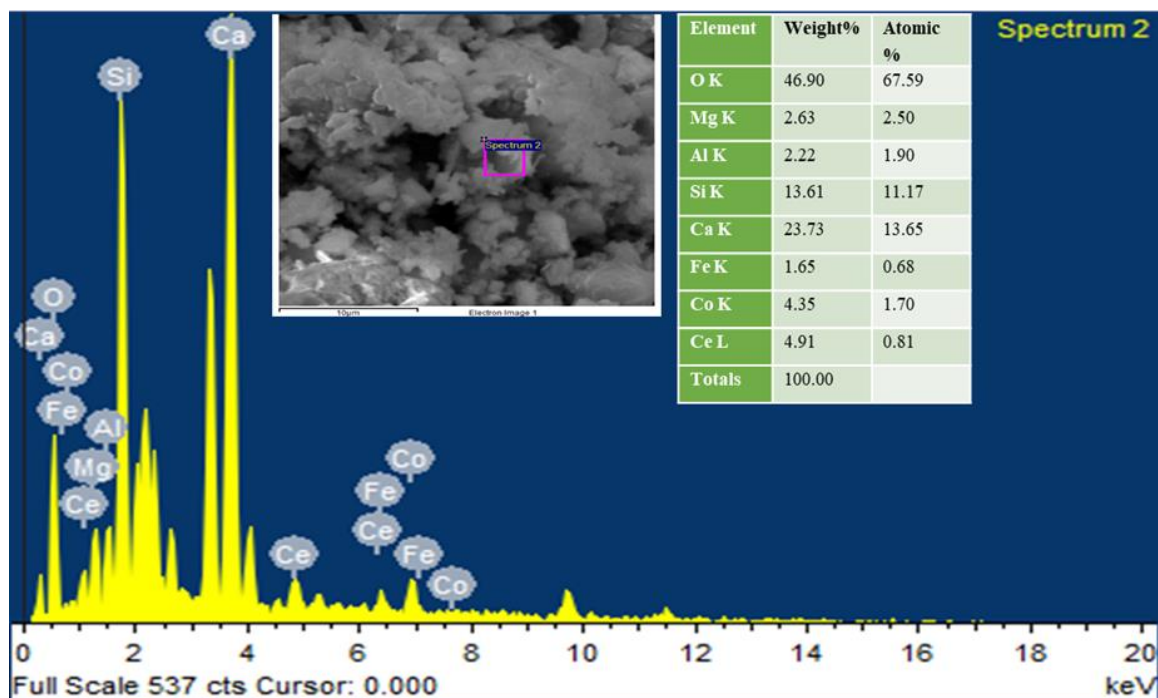 Spectrum 2
Ca
Si
O
Ca
Co
Fe
Al
Mg
Ce
Ce
Co
Fe
Ce
Fe
Co
Spectrum 2
10µm
Electron Image 1
Element Weight% Atomic
%
O K 46.90 67.59
Mg K 2.63 2.50
Al K 2.22 1.90
Si K 13.61 11.17
Ca K 23.73 13.65
Fe K 1.65 0.68
Co K 4.35 1.70
Ce L 4.91 0.81
Totals 100.00
0 2 4 6 8 10 12 14 16 18 20
Full Scale 537 cts Cursor: 0.000 keV